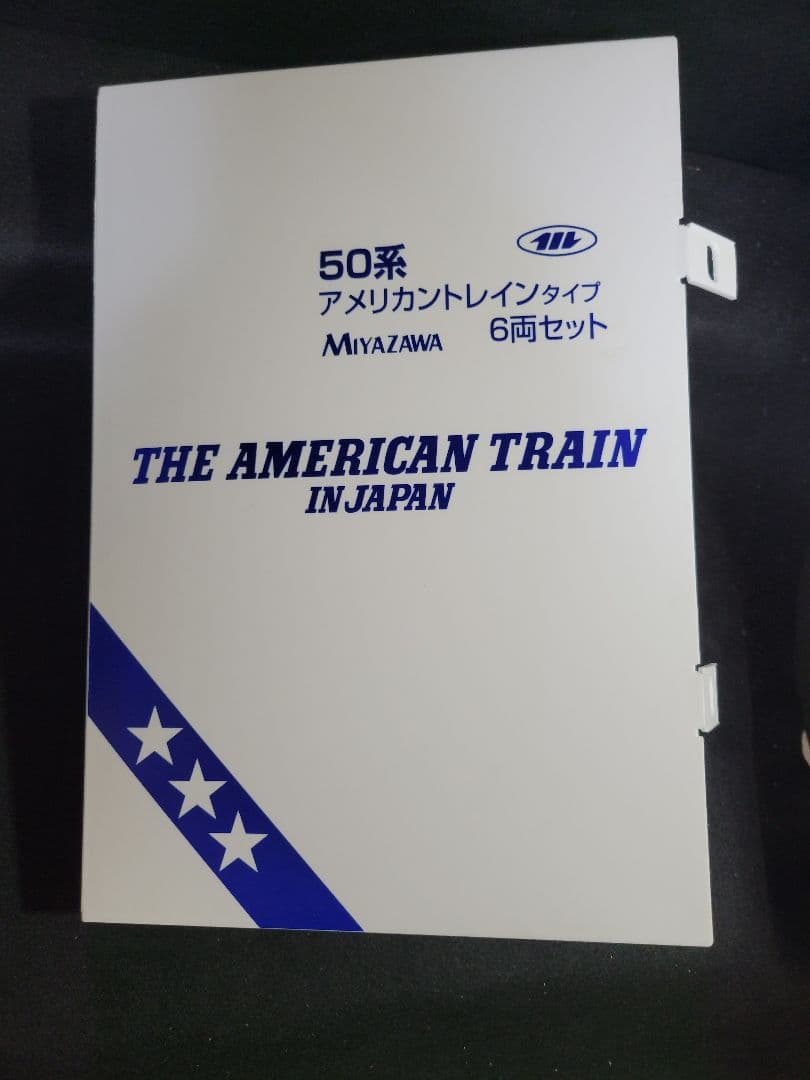 50系
アメリカントレインタイプ
MIYAZAWA 6両セット
THE AMERICAN TRAIN
IN JAPAN